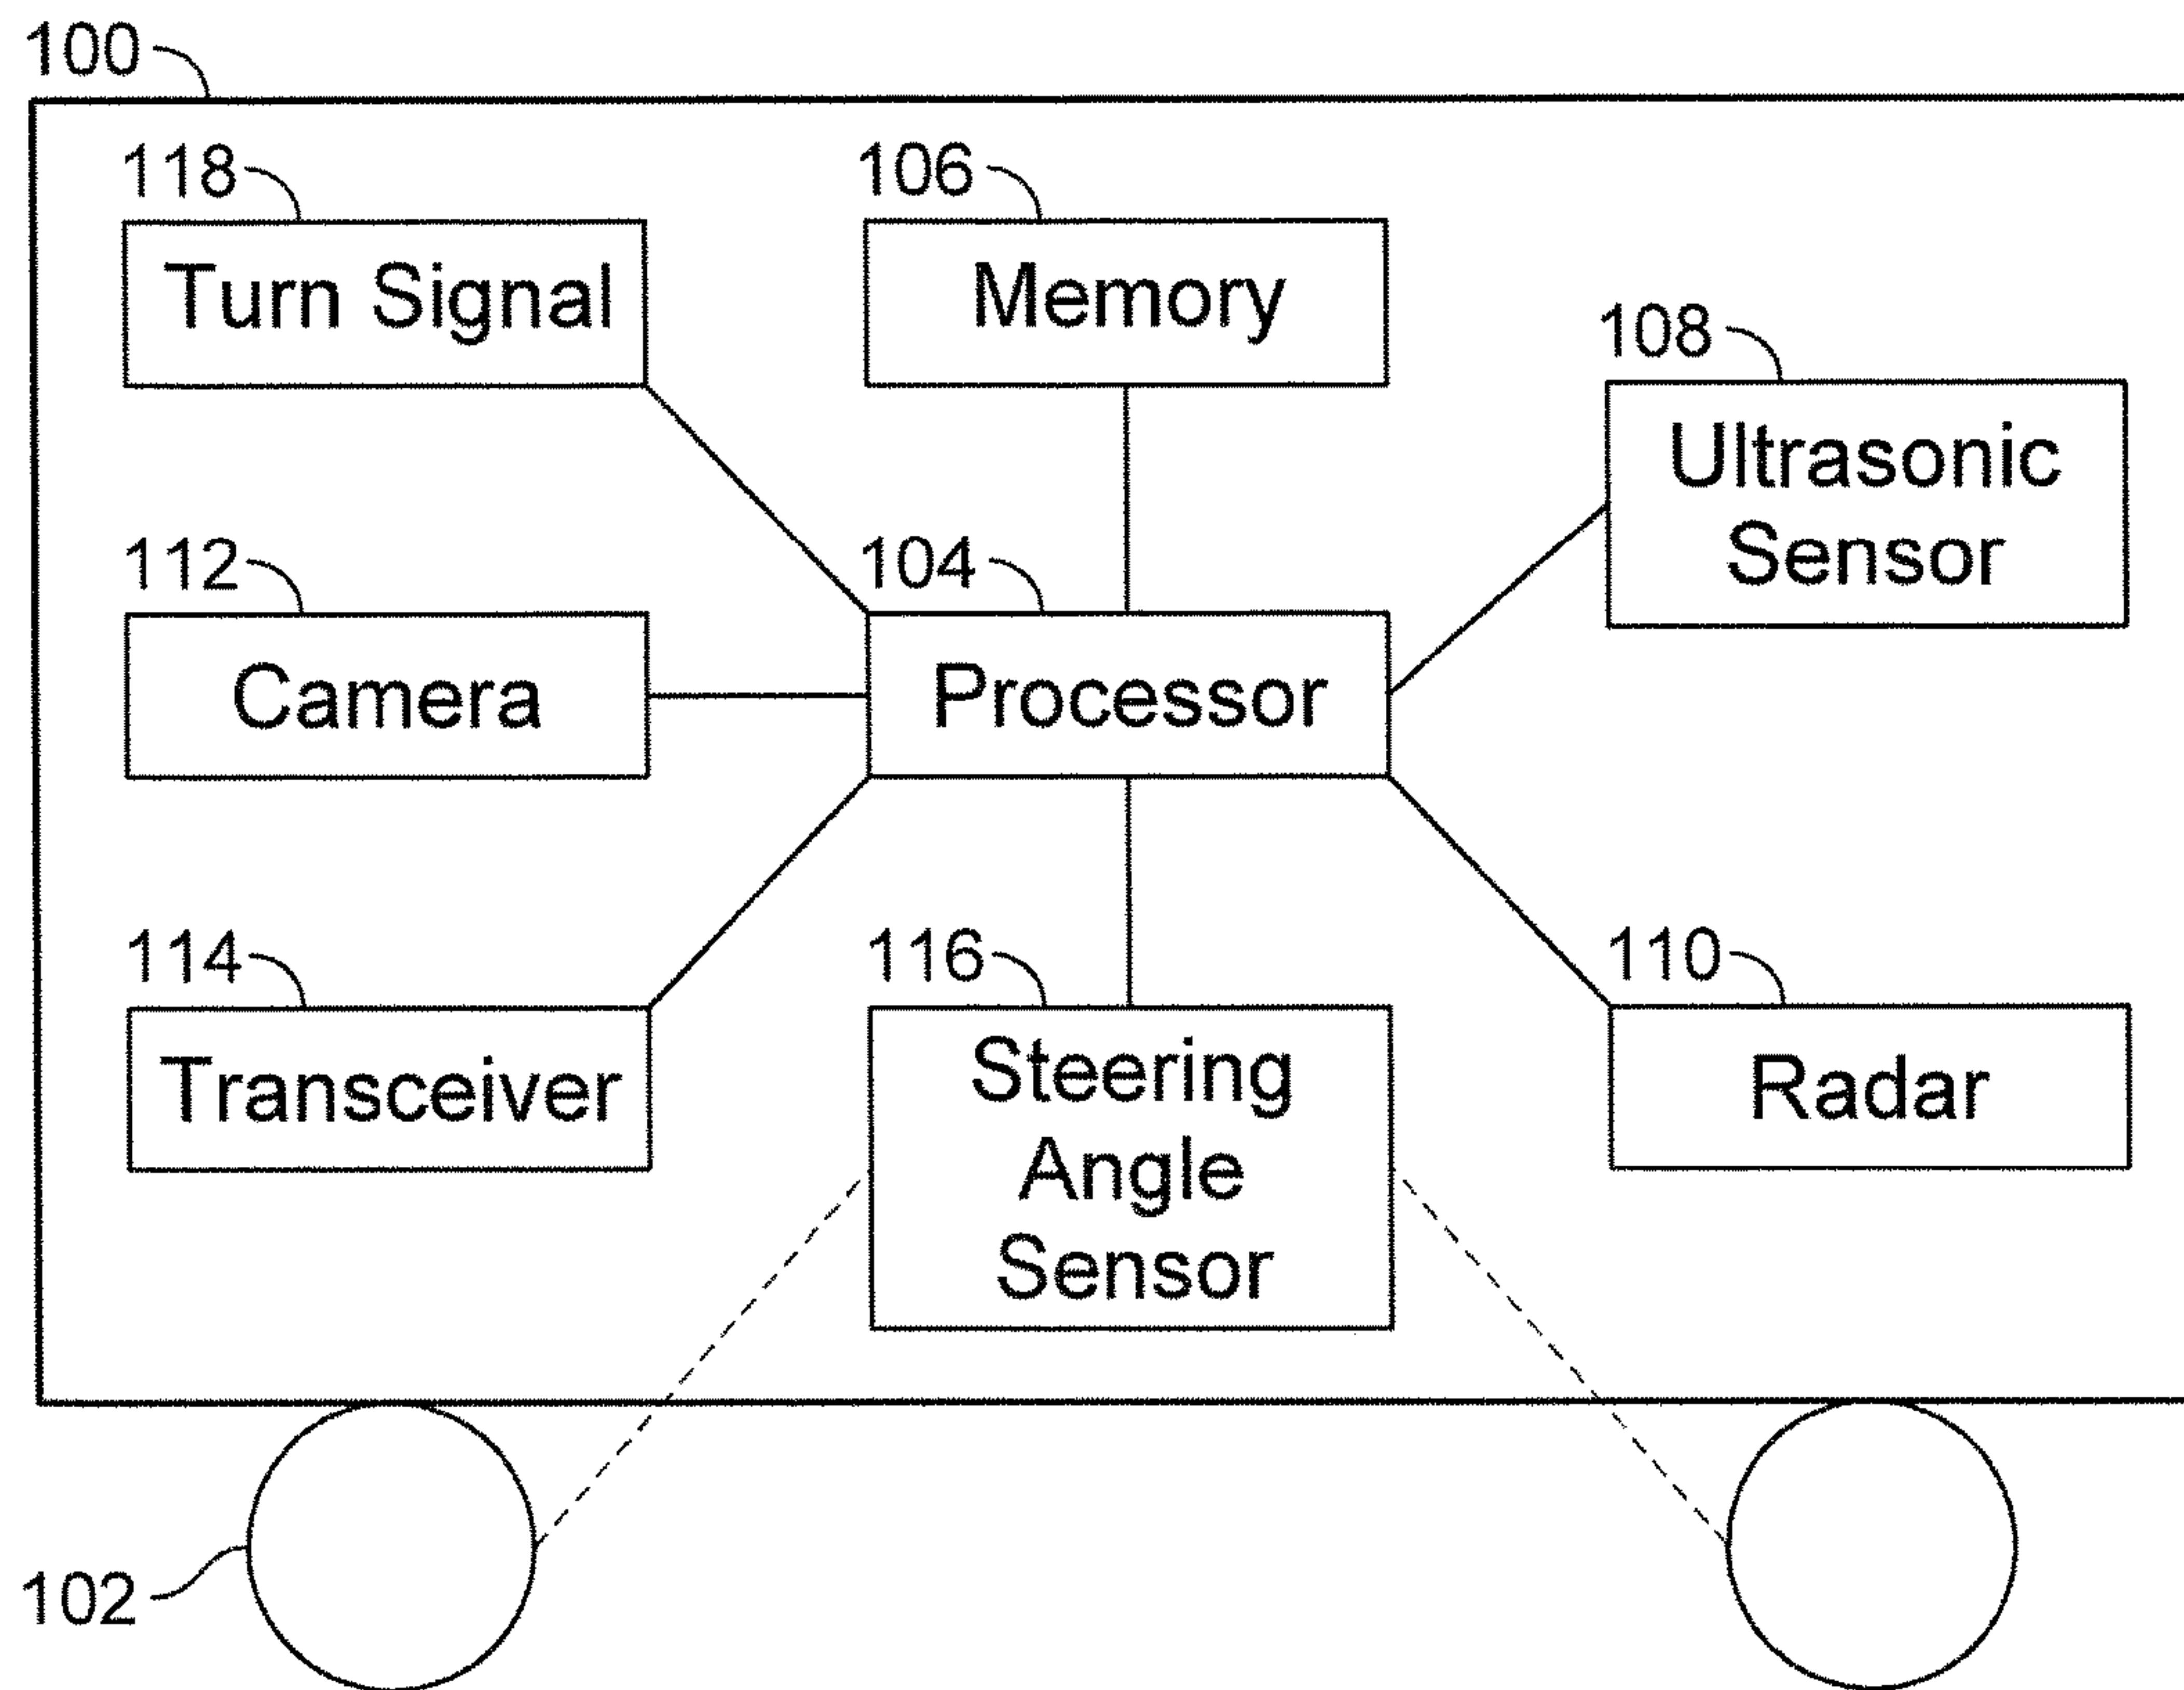 100
118
Turn Signal
106
Memory
108
Ultrasonic
Sensor
112
Camera
104
Processor
114
Transceiver
116
Steering
Angle
Sensor
110
Radar
102